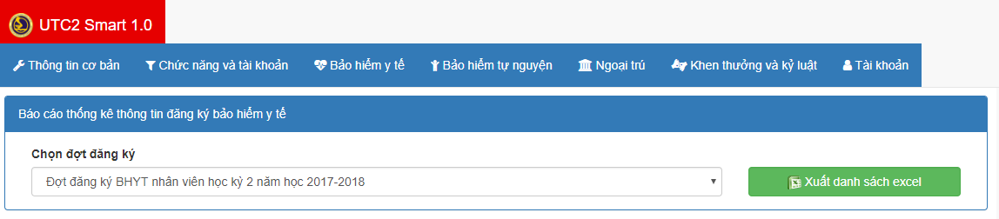 UTC2 Smart 1.0
Thông tin cơ bản Chức năng và tài khoản Bảo hiểm y tế Bảo hiểm tự nguyện Ngoại trú Khen thưởng và kỷ luật Tài khoản
Báo cáo thống kê thông tin đăng ký bảo hiểm y tế
Chọn đợt đăng ký
Đợt đăng ký BHYT nhân viên học kỳ 2 năm học 2017-2018 Xuất danh sách excel